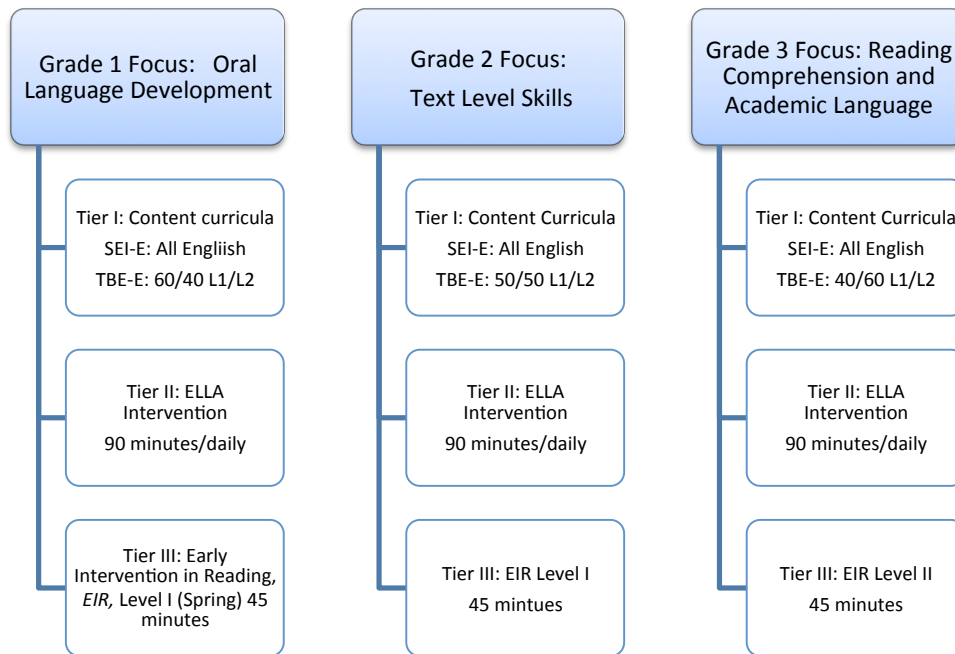 Grade 1 Focus: Oral
Language Development
Tier I: Content curricula
SEI-E: All Engliish
TBE-E: 60/40 L1/L2
Tier II: ELLA
Intervention
90 minutes/daily
Tier III: Early
Intervention in Reading,
EIR, Level I (Spring) 45
minutes
Grade 2 Focus:
Text Level Skills
Tier I: Content Curricula
SEI-E: All English
TBE-E: 50/50 L1/L2
Tier II: ELLA
Intervention
90 minutes/daily
Tier III: EIR Level I
45 mintues
Grade 3 Focus: Reading
Comprehension and
Academic Language
Tier I: Content Curricula
SEI-E: All English
TBE-E: 40/60 L1/L2
Tier II: ELLA
Intervention
90 minutes/daily
Tier III: EIR Level II
45 minutes